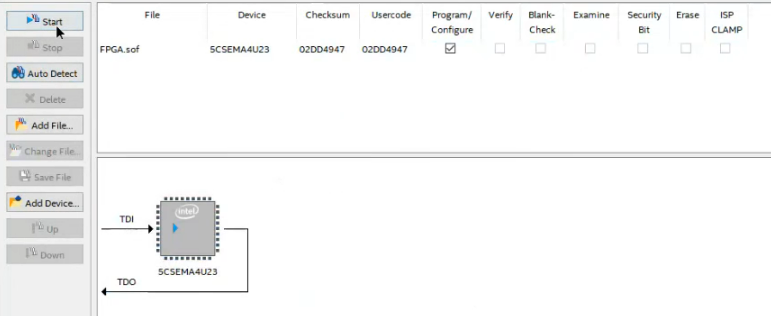 Start
Stop
Auto Detect
Delete
Add File...
Change File...
Save File
Add Device...
Up
Down
File Device Checksum Usercode Program/ Verify Blank- Examine Security Erase ISP
Configure Check Bit CLAMP
FPGA.sof 5CSEMA4U23 02DD4947 02DD4947
intel
TDI
5CSEMA4U23
TDO